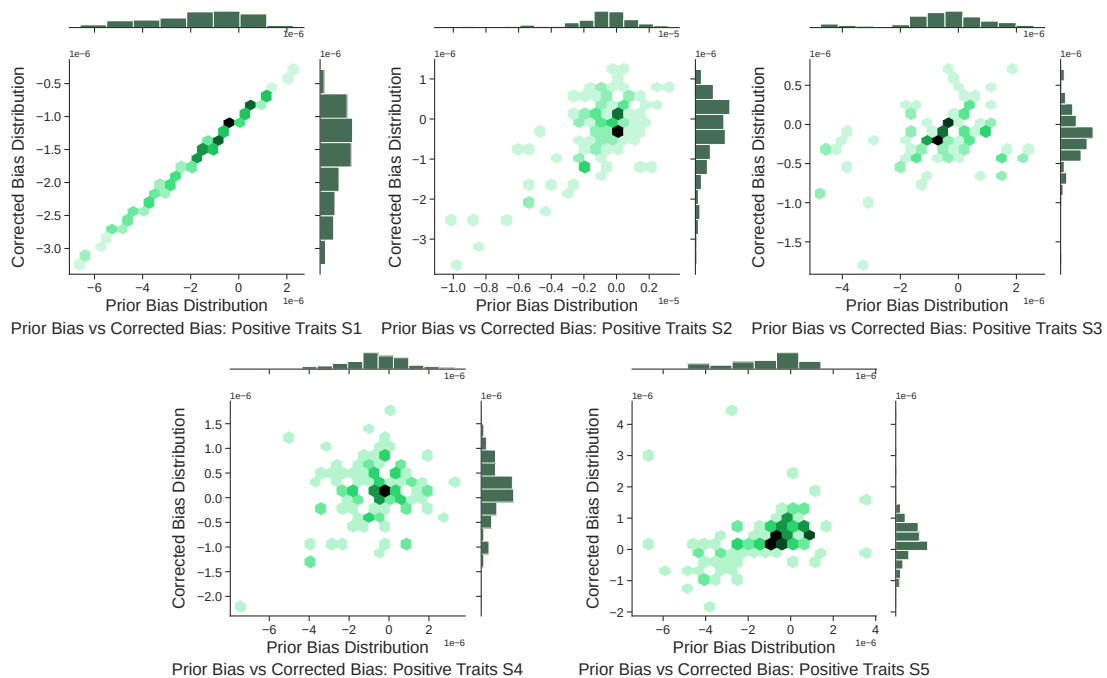 1e−6
1e−5
1e−6
1e−6
1e−6
1e−6
Corrected Bias Distribution
−0.5
−1.0
−1.5
−2.0
−2.5
−3.0
−6
−4
−2
0
2
Prior Bias Distribution
1e−6
Prior Bias vs Corrected Bias: Positive Traits S1
Corrected Bias Distribution
1
0
−1
−2
−3
−1.0
−0.8
−0.6
−0.4
−0.2
0.0
0.2
Prior Bias Distribution
1e−5
Prior Bias vs Corrected Bias: Positive Traits S2
Corrected Bias Distribution
0.5
0.0
−0.5
−1.0
−1.5
−4
−2
0
2
Prior Bias Distribution
1e−6
Prior Bias vs Corrected Bias: Positive Traits S3
1e−6
1e−6
1e−6
1e−6
Corrected Bias Distribution
1.5
1.0
0.5
0.0
−0.5
−1.0
−1.5
−2.0
−6
−4
−2
0
2
Prior Bias Distribution
1e−6
Prior Bias vs Corrected Bias: Positive Traits S4
1e−6
1e−6
Corrected Bias Distribution
4
3
2
1
0
−1
−2
−6
−4
−2
0
2
4
Prior Bias Distribution
1e−6
Prior Bias vs Corrected Bias: Positive Traits S5